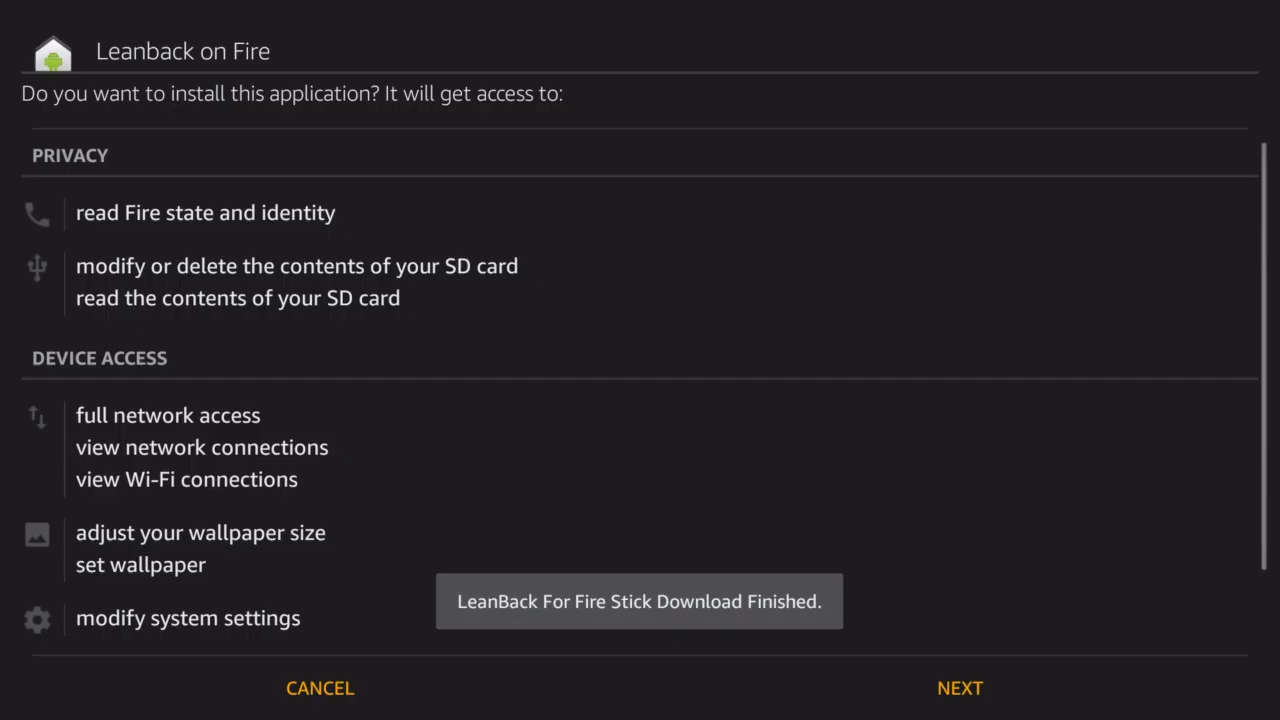 Leanback on Fire
Do you want to install this application? It will get access to:
PRIVACY
read Fire state and identity
modify or delete the contents of your SD card
read the contents of your SD card
DEVICE ACCESS
full network access
view network connections
view Wi-Fi connections
adjust your wallpaper size
set wallpaper
LeanBack For Fire Stick Download Finished.
modify system settings
CANCEL
NEXT